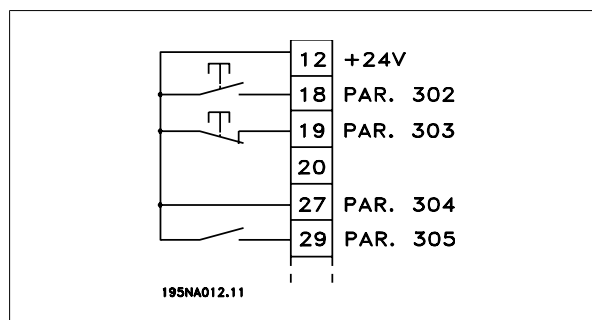 12 +24V
18 PAR. 302
19 PAR. 303
20
27 PAR. 304
29 PAR. 305
195NA012.11